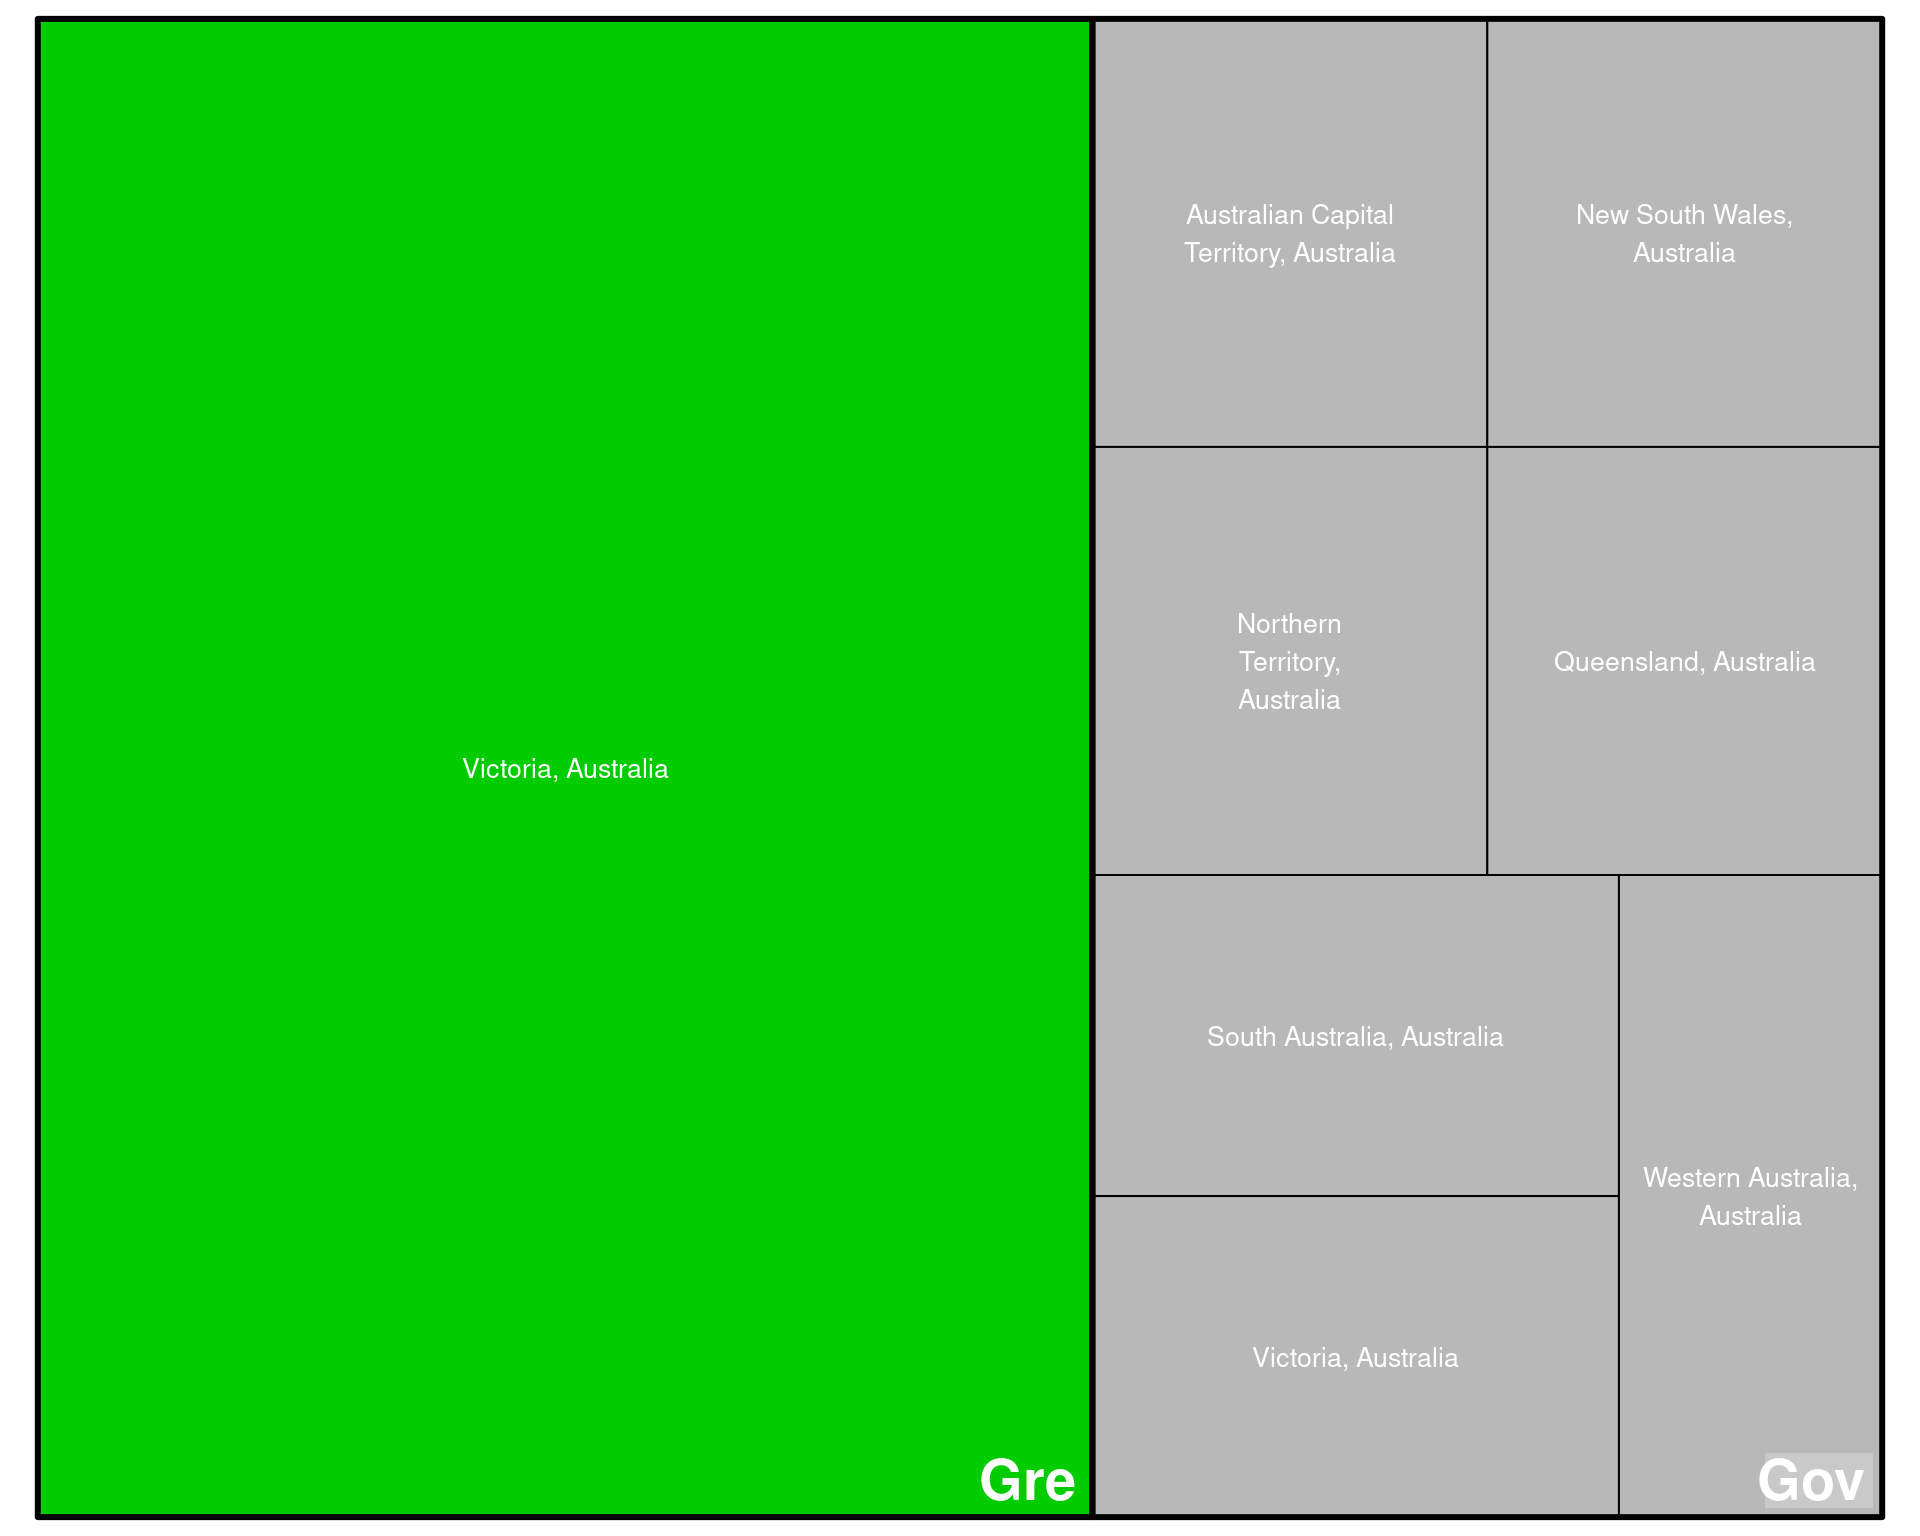 Victoria, Australia
Gre
Australian Capital
Territory, Australia
New South Wales,
Australia
Northern
Territory,
Australia
Queensland, Australia
South Australia, Australia
Western Australia,
Australia
Victoria, Australia
Gov